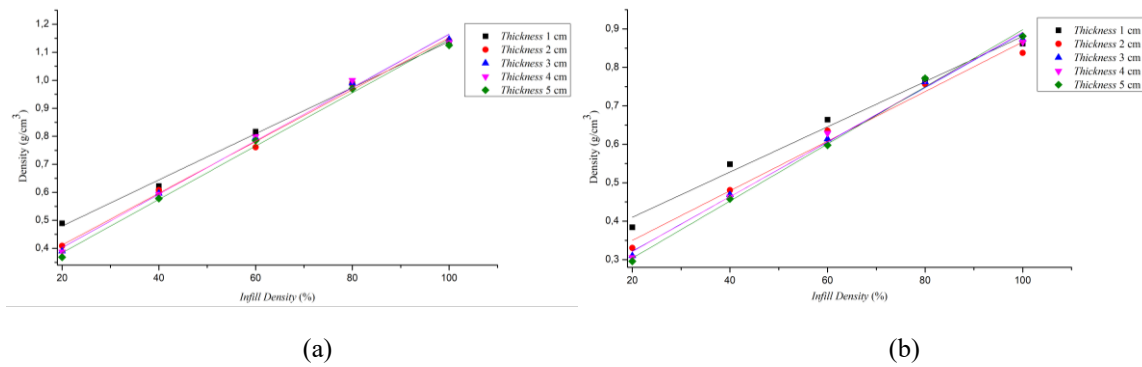 1,2
1,1
1,0
0,9
0,8
0,7
0,6
0,5
0,4
Density (g/cm³)
20 40 60 80 100
Infill Density (%)
Thickness 1 cm
Thickness 2 cm
Thickness 3 cm
Thickness 4 cm
Thickness 5 cm
(a)
0,9
0,8
0,7
0,6
0,5
0,4
0,3
Density (g/cm³)
20 40 60 80 100
Infill Density (%)
Thickness 1 cm
Thickness 2 cm
Thickness 3 cm
Thickness 4 cm
Thickness 5 cm
(b)